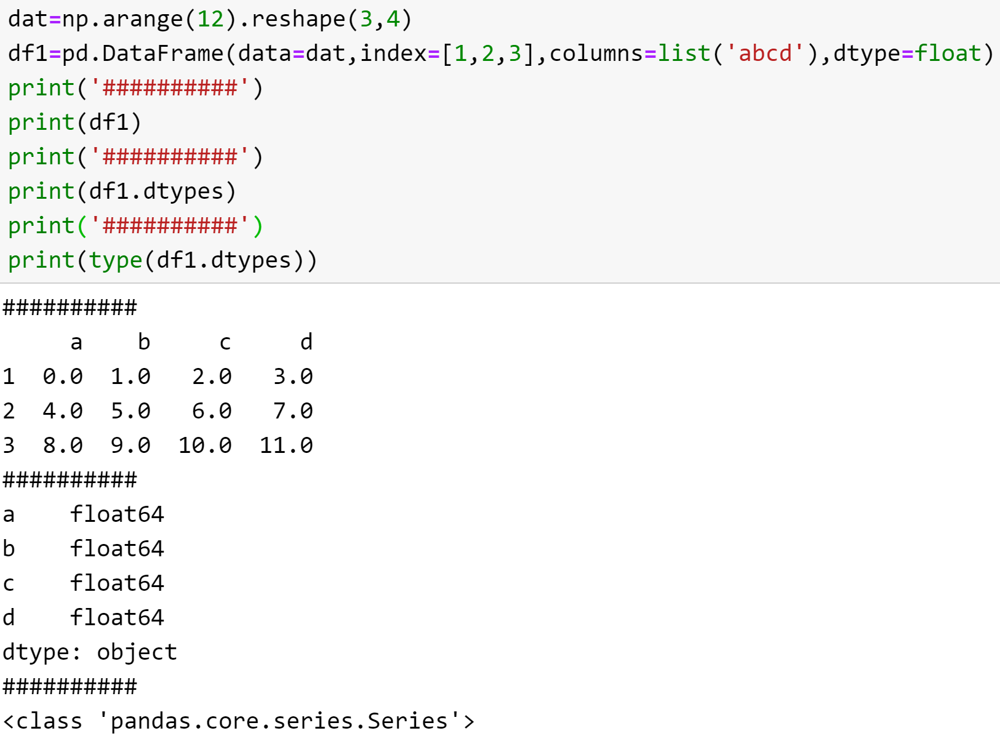 dat=np.arange(12).reshape(3,4)
df1=pd.DataFrame(data=dat,index=[1,2,3],columns=list('abcd'),dtype=float)
print('##########')
print(df1)
print('##########')
print(df1.dtypes)
print('##########')
print(type(df1.dtypes))
##########
     a    b     c     d
1  0.0  1.0   2.0   3.0
2  4.0  5.0   6.0   7.0
3  8.0  9.0  10.0  11.0
##########
a    float64
b    float64
c    float64
d    float64
dtype: object
##########
<class 'pandas.core.series.Series'>